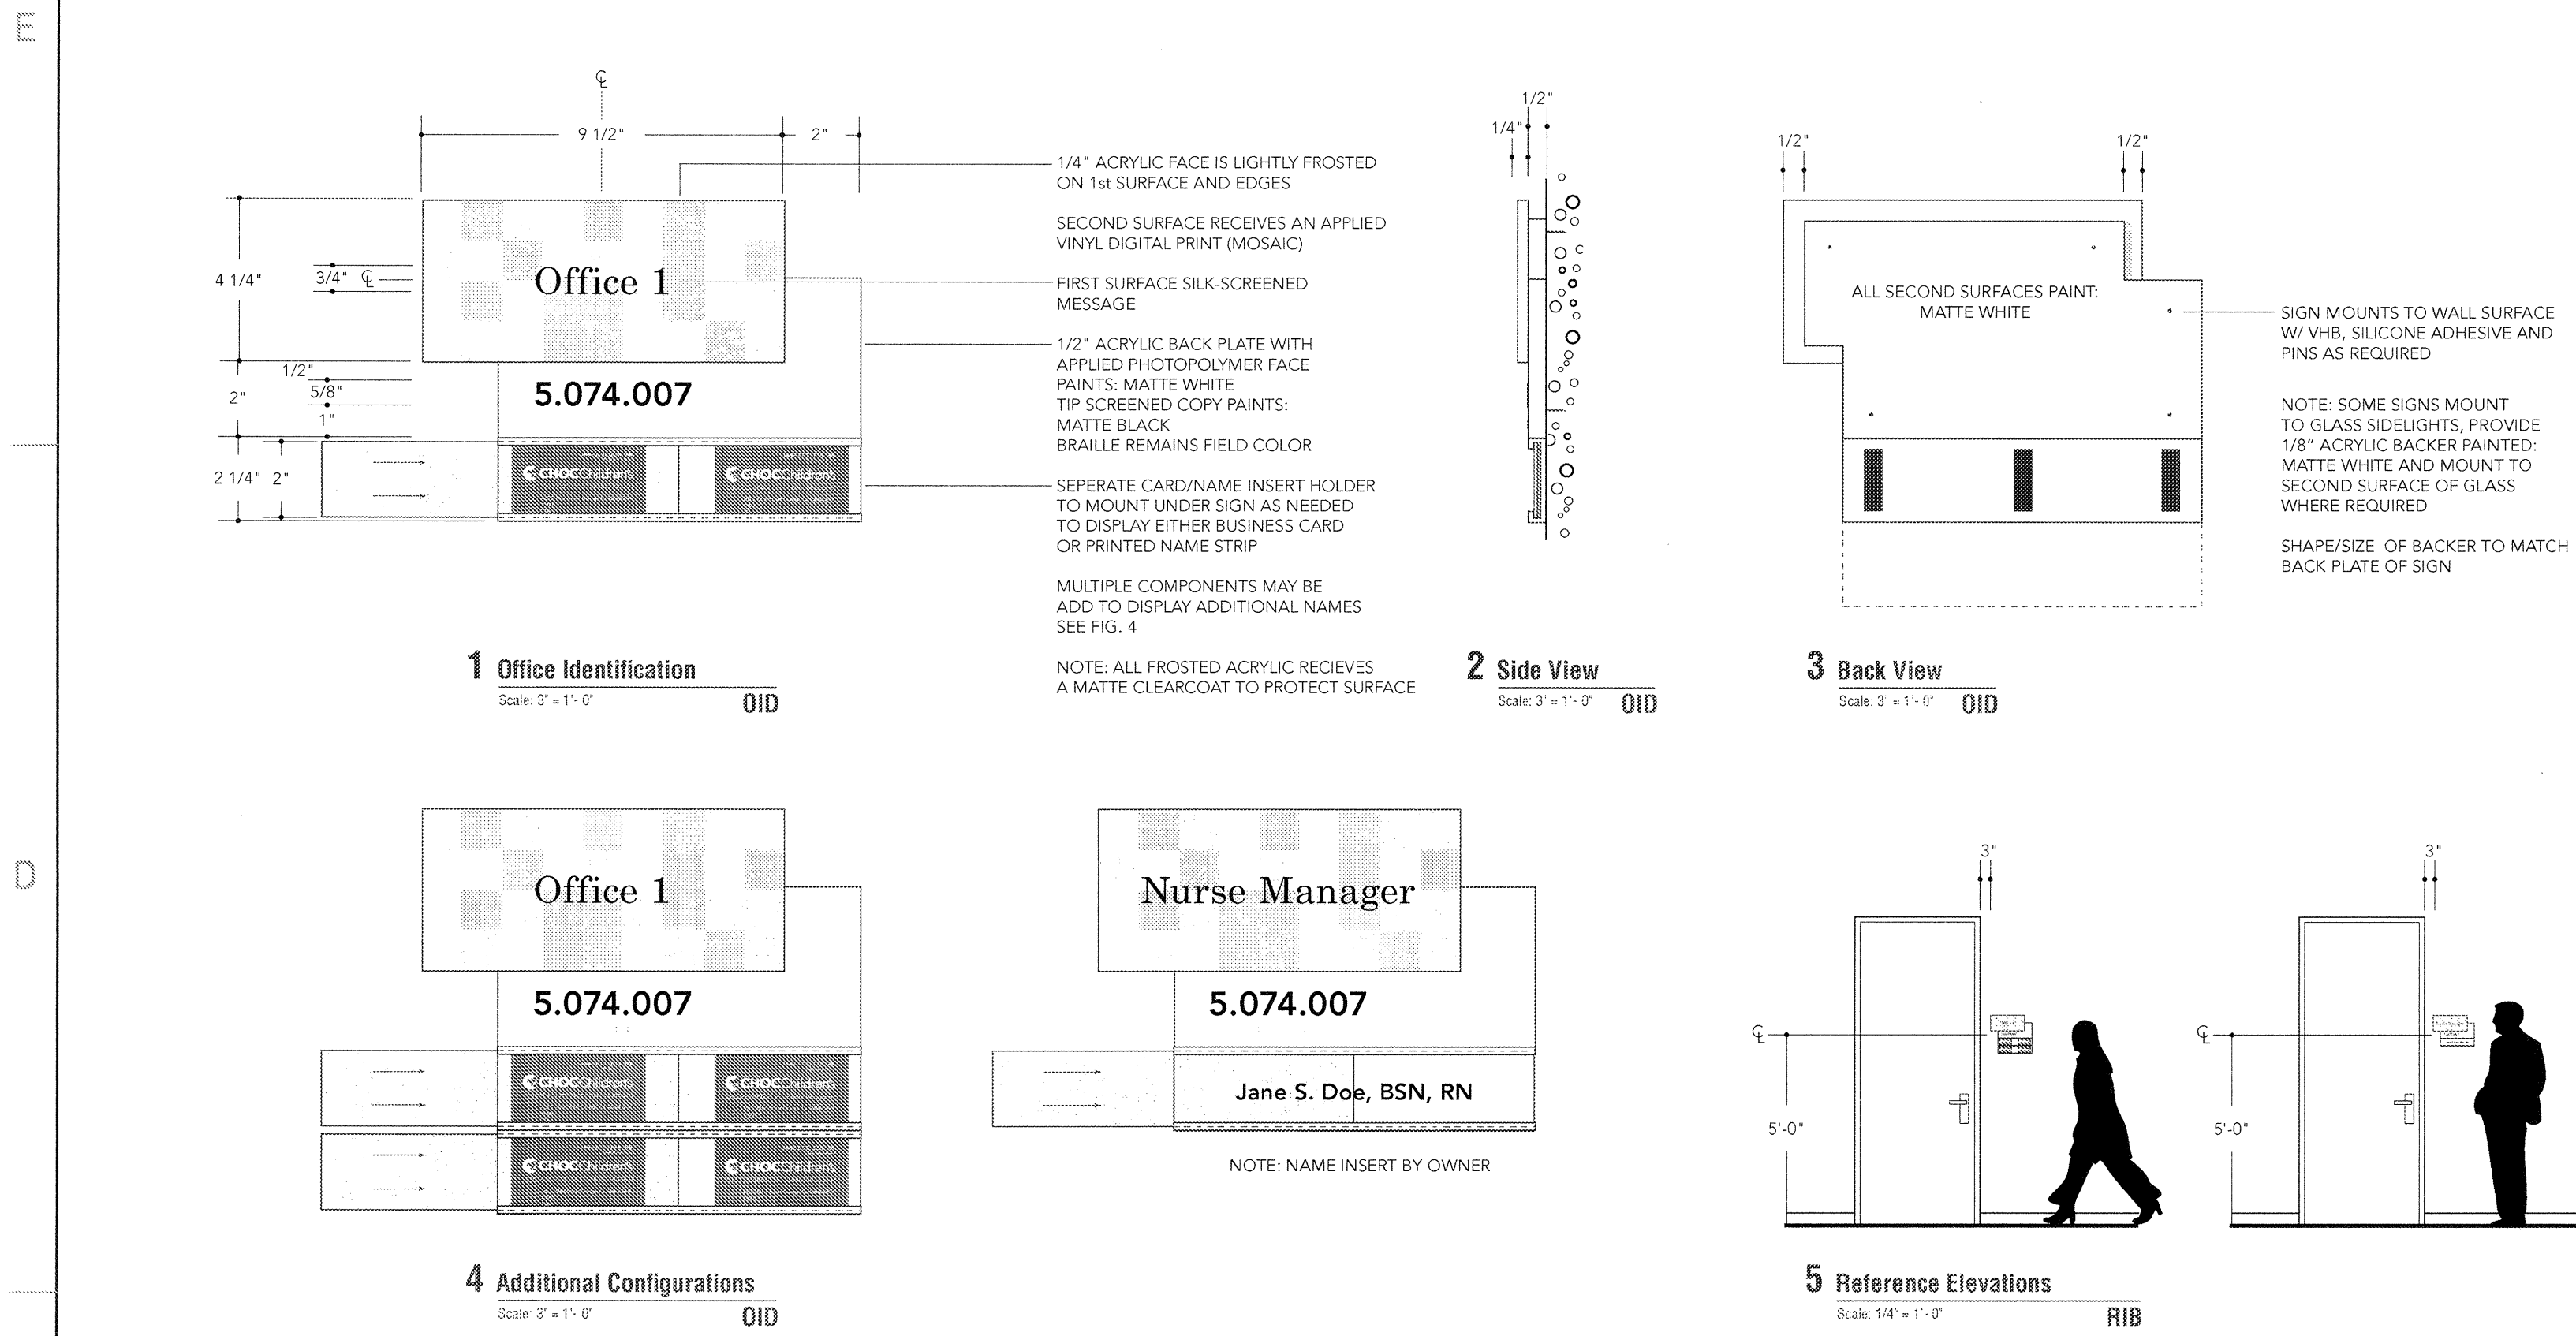 E
℄
9 1/2"
2"
4 1/4"
3/4" ℄
1/2"
5/8"
2"
1"
2 1/4"
2"
Office 1
5.074.007
CHOC Children's
CHOC Children's
1/4" ACRYLIC FACE IS LIGHTLY FROSTED
ON 1st SURFACE AND EDGES
SECOND SURFACE RECEIVES AN APPLIED
VINYL DIGITAL PRINT (MOSAIC)
FIRST SURFACE SILK-SCREENED
MESSAGE
1/2" ACRYLIC BACK PLATE WITH
APPLIED PHOTOPOLYMER FACE
PAINTS: MATTE WHITE
TIP SCREENED COPY PAINTS:
MATTE BLACK
BRAILLE REMAINS FIELD COLOR
SEPERATE CARD/NAME INSERT HOLDER
TO MOUNT UNDER SIGN AS NEEDED
TO DISPLAY EITHER BUSINESS CARD
OR PRINTED NAME STRIP
MULTIPLE COMPONENTS MAY BE
ADD TO DISPLAY ADDITIONAL NAMES
SEE FIG. 4
NOTE: ALL FROSTED ACRYLIC RECIEVES
A MATTE CLEARCOAT TO PROTECT SURFACE
1 Office Identification
Scale: 3" = 1'- 0"
OID
1/2"
1/4"
2 Side View
Scale: 3" = 1'- 0"
OID
1/2"
1/2"
ALL SECOND SURFACES PAINT:
MATTE WHITE
SIGN MOUNTS TO WALL SURFACE
W/ VHB, SILICONE ADHESIVE AND
PINS AS REQUIRED
NOTE: SOME SIGNS MOUNT
TO GLASS SIDELIGHTS, PROVIDE
1/8" ACRYLIC BACKER PAINTED:
MATTE WHITE AND MOUNT TO
SECOND SURFACE OF GLASS
WHERE REQUIRED
SHAPE/SIZE OF BACKER TO MATCH
BACK PLATE OF SIGN
3 Back View
Scale: 3" = 1'- 0"
OID
D
Office 1
5.074.007
CHOC Children's
CHOC Children's
CHOC Children's
CHOC Children's
Nurse Manager
5.074.007
Jane S. Doe, BSN, RN
NOTE: NAME INSERT BY OWNER
4 Additional Configurations
Scale: 3" = 1'- 0"
OID
3"
℄
5'-0"
3"
℄
5'-0"
5 Reference Elevations
Scale: 1/4" = 1'- 0"
RIB